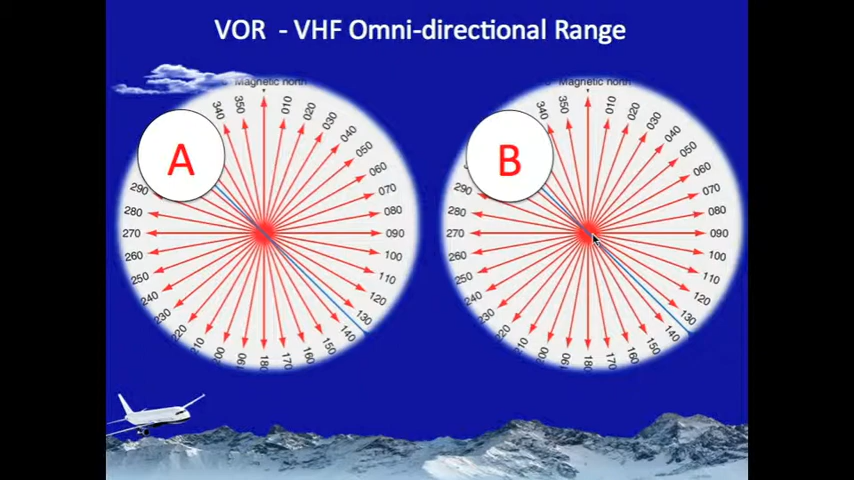 VOR - VHF Omni-directional Range
Magnetic north
340 350 010 020 030 040 050 060 070 080 090 100 110 120 130 140 150 160 170 180 190 200 210 220 230 240 250 260 270 280 290
A
Magnetic north
340 350 010 020 030 040 050 060 070 080 090 100 110 120 130 140 150 160 170 180 190 200 210 220 230 240 250 260 270 280 290
B